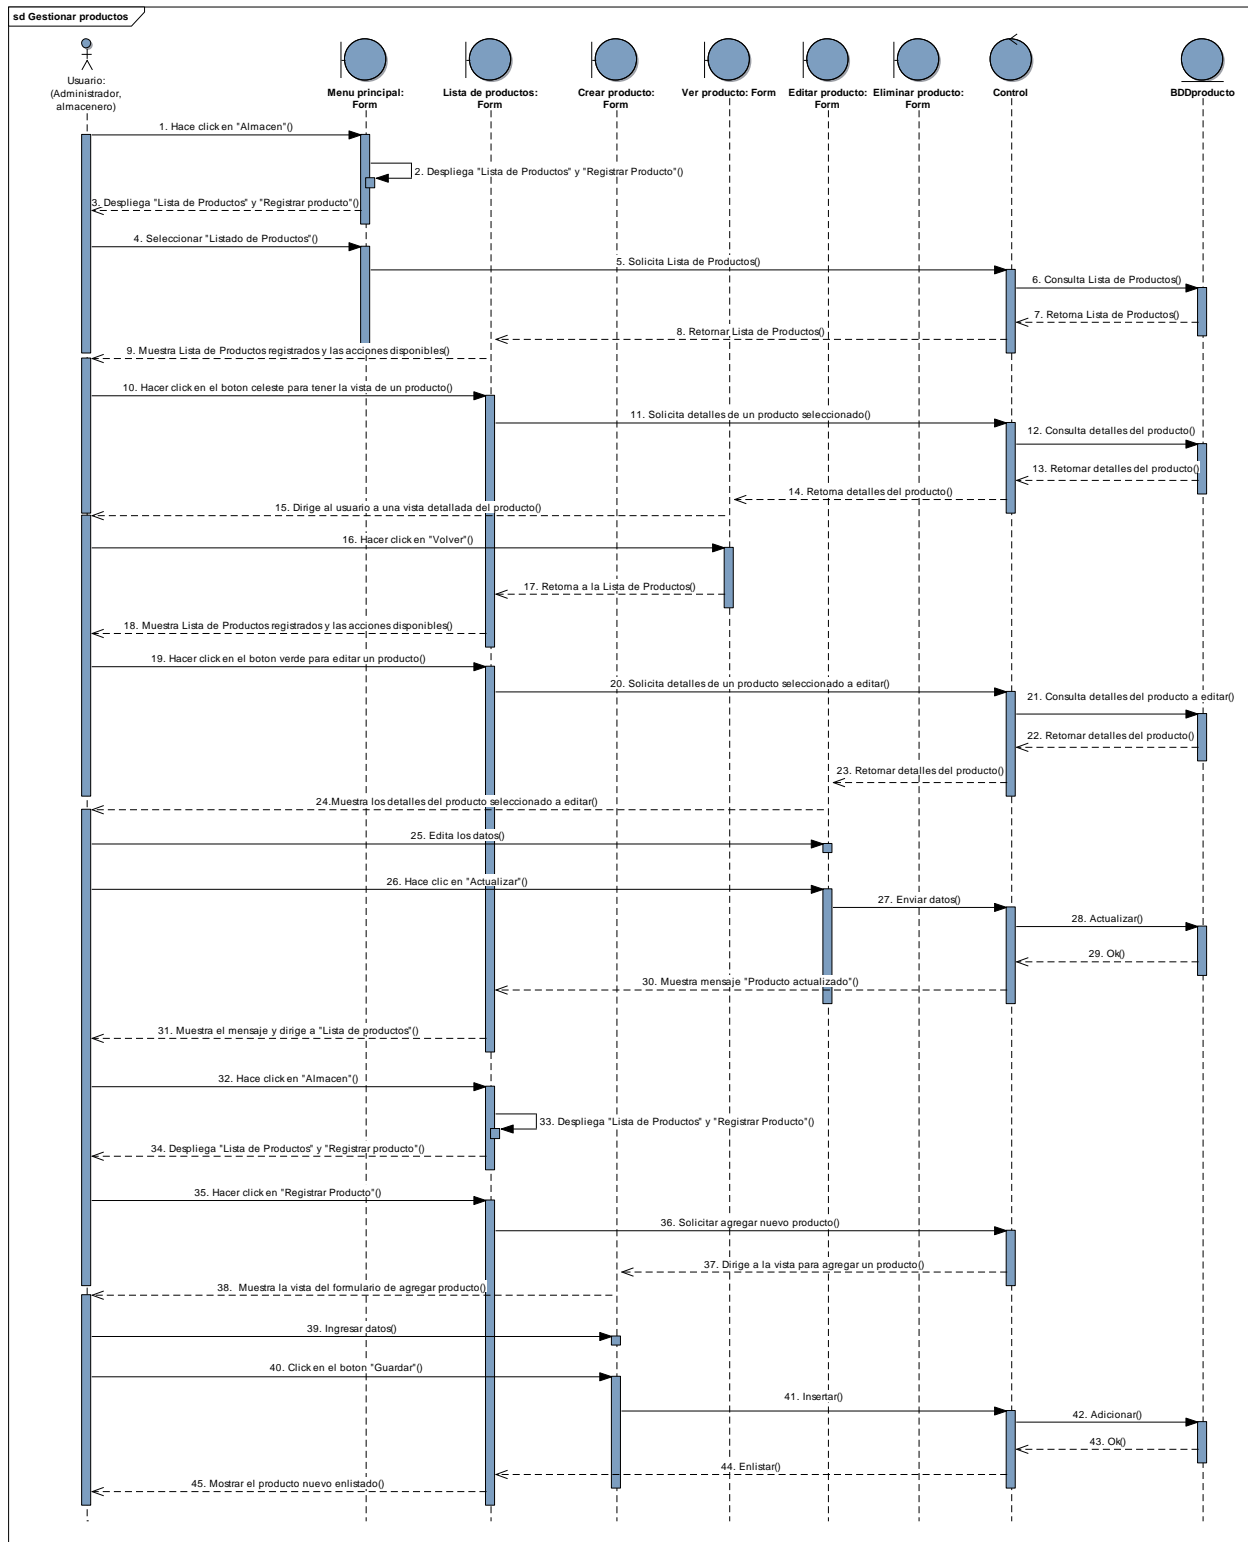 sd Gestionar productos
Usuario:
(Administrador,
almacenero)
Menu principal:
Form
Lista de productos:
Form
Crear producto:
Form
Ver producto: Form
Editar producto:
Form
Eliminar producto:
Form
Control
BDDproducto
1. Hace click en "Almacen"()
2. Despliega "Lista de Productos" y "Registrar Producto"()
3. Despliega "Lista de Productos" y "Registrar producto"()
4. Seleccionar "Listado de Productos"()
5. Solicita Lista de Productos()
6. Consulta Lista de Productos()
7. Retorna Lista de Productos()
8. Retornar Lista de Productos()
9. Muestra Lista de Productos registrados y las acciones disponibles()
10. Hacer click en el boton celeste para tener la vista de un producto()
11. Solicita detalles de un producto seleccionado()
12. Consulta detalles del producto()
13. Retornar detalles del producto()
14. Retorna detalles del producto()
15. Dirige al usuario a una vista detallada del producto()
16. Hacer click en "Volver"()
17. Retorna a la Lista de Productos()
18. Muestra Lista de Productos registrados y las acciones disponibles()
19. Hacer click en el boton verde para editar un producto()
20. Solicita detalles de un producto seleccionado a editar()
21. Consulta detalles del producto a editar()
22. Retornar detalles del producto()
23. Retornar detalles del producto()
24.Muestra los detalles del producto seleccionado a editar()
25. Edita los datos()
26. Hace clic en "Actualizar"()
27. Enviar datos()
28. Actualizar()
29. Ok()
30. Muestra mensaje "Producto actualizado"()
31. Muestra el mensaje y dirige a "Lista de productos"()
32. Hace click en "Almacen"()
33. Despliega "Lista de Productos" y "Registrar Producto"()
34. Despliega "Lista de Productos" y "Registrar producto"()
35. Hacer click en "Registrar Producto"()
36. Solicitar agregar nuevo producto()
37. Dirige a la vista para agregar un producto()
38. Muestra la vista del formulario de agregar producto()
39. Ingresar datos()
40. Click en el boton "Guardar"()
41. Insertar()
42. Adicionar()
43. Ok()
44. Enlistar()
45. Mostrar el producto nuevo enlistado()